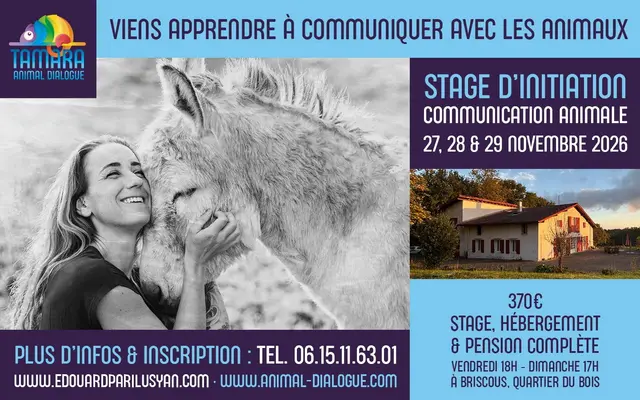 VIENS APPRENDRE À COMMUNIQUER AVEC LES ANIMAUX
TAMARA
ANIMAL DIALOGUE
STAGE D'INITIATION
COMMUNICATION ANIMALE
27, 28 & 29 NOVEMBRE 2026
370€
STAGE, HÉBERGEMENT
& PENSION COMPLÈTE
VENDREDI 18H - DIMANCHE 17H
À BRISCOUS, QUARTIER DU BOIS
PLUS D'INFOS & INSCRIPTION : TEL. 06.15.11.63.01
WWW.EDOUARDPARILUSYAN.COM · WWW.ANIMAL-DIALOGUE.COM